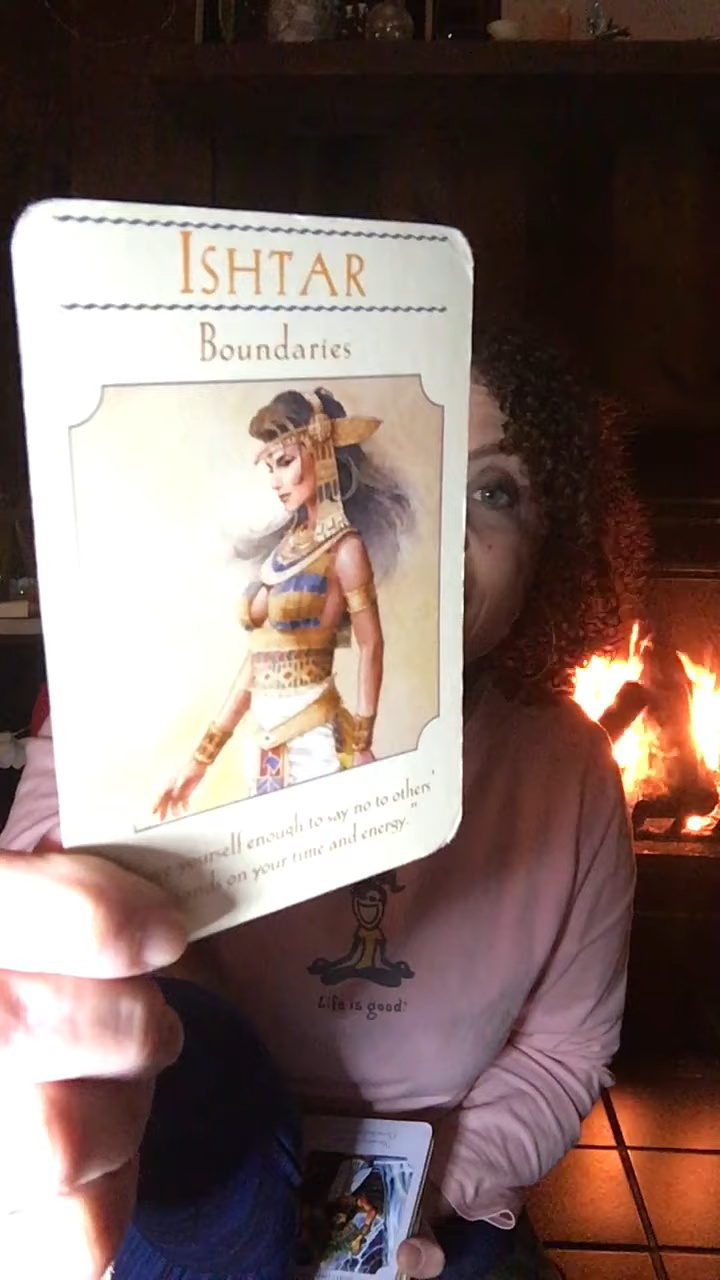 ISHTAR
Boundaries
yourself enough to say no to others'
on your time and energy."
Life is good